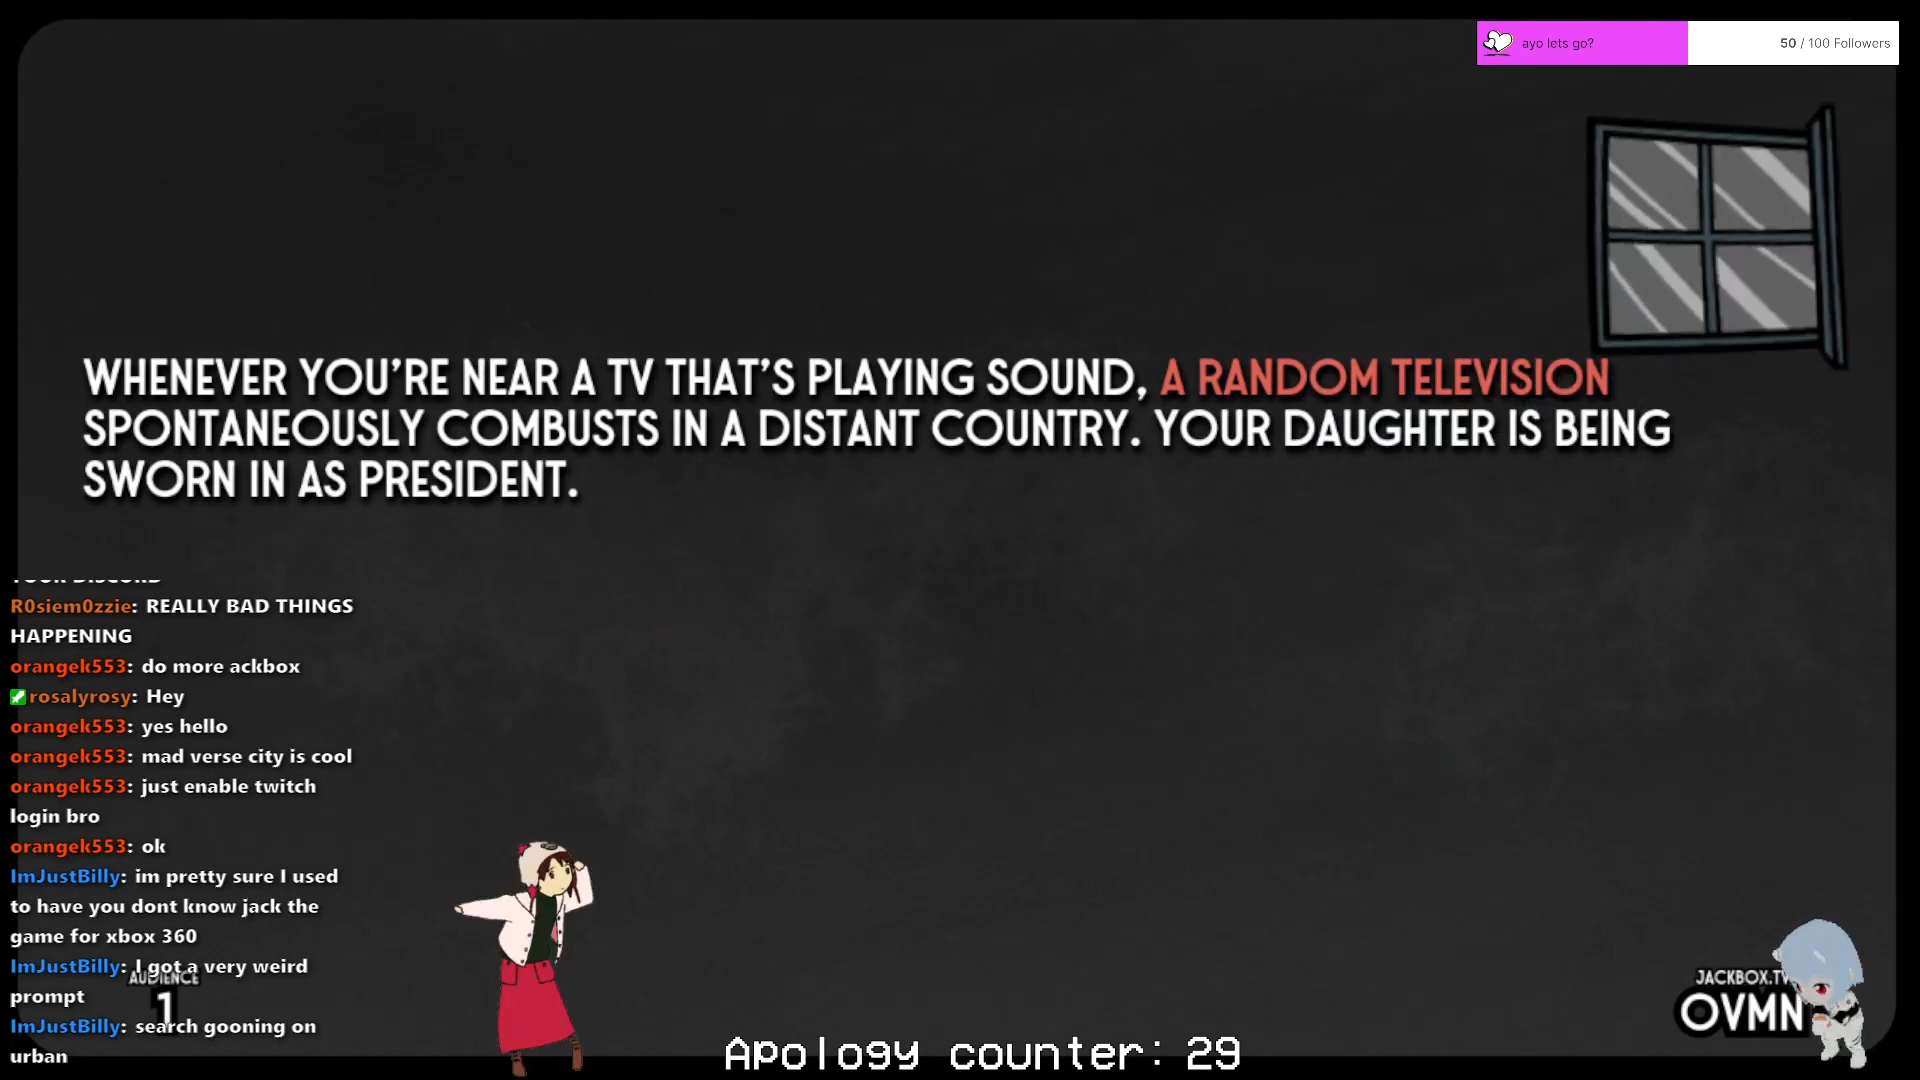 ayo lets go?
50 / 100 Followers
WHENEVER YOU'RE NEAR A TV THAT'S PLAYING SOUND, A RANDOM TELEVISION
SPONTANEOUSLY COMBUSTS IN A DISTANT COUNTRY. YOUR DAUGHTER IS BEING
SWORN IN AS PRESIDENT.
YOUR DISCORD
R0siem0zzie: REALLY BAD THINGS
HAPPENING
orangek553: do more ackbox
rosalyrosy: Hey
orangek553: yes hello
orangek553: mad verse city is cool
orangek553: just enable twitch
login bro
orangek553: ok
ImJustBilly: im pretty sure I used
to have you dont know jack the
game for xbox 360
ImJustBilly: I got a very weird
prompt
ImJustBilly: search gooning on
urban
AUDIENCE
1
JACKBOX.TV
OVMN
Apology counter: 29